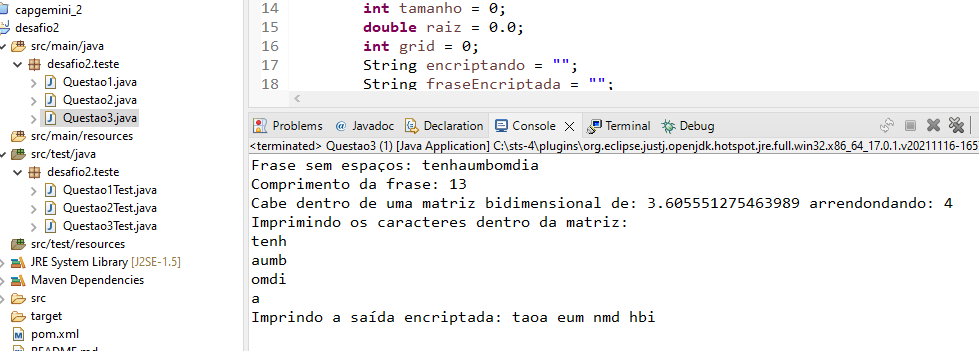 capgemini_2
desafio2
src/main/java
desafio2.teste
Questao1.java
Questao2.java
Questao3.java
src/main/resources
src/test/java
desafio2.teste
Questao1Test.java
Questao2Test.java
Questao3Test.java
src/test/resources
JRE System Library [J2SE-1.5]
Maven Dependencies
src
target
pom.xml
README.md
14 int tamanho = 0;
15 double raiz = 0.0;
16 int grid = 0;
17 String encriptando = "";
18 String fraseEncriptada = "";
Problems @ Javadoc Declaration Console Terminal Debug
<terminated> Questao3 (1) [Java Application] C:\sts-4\plugins\org.eclipse.justj.openjdk.hotspot.jre.full.win32.x86_64_17.0.1.v20211116-165
Frase sem espaços: tenhaumbomdia
Comprimento da frase: 13
Cabe dentro de uma matriz bidimensional de: 3.605551275463989 arrendondando: 4
Imprimindo os caracteres dentro da matriz:
tenh
aumb
omdi
a
Imprindo a saída encriptada: taoa eum nmd hbi